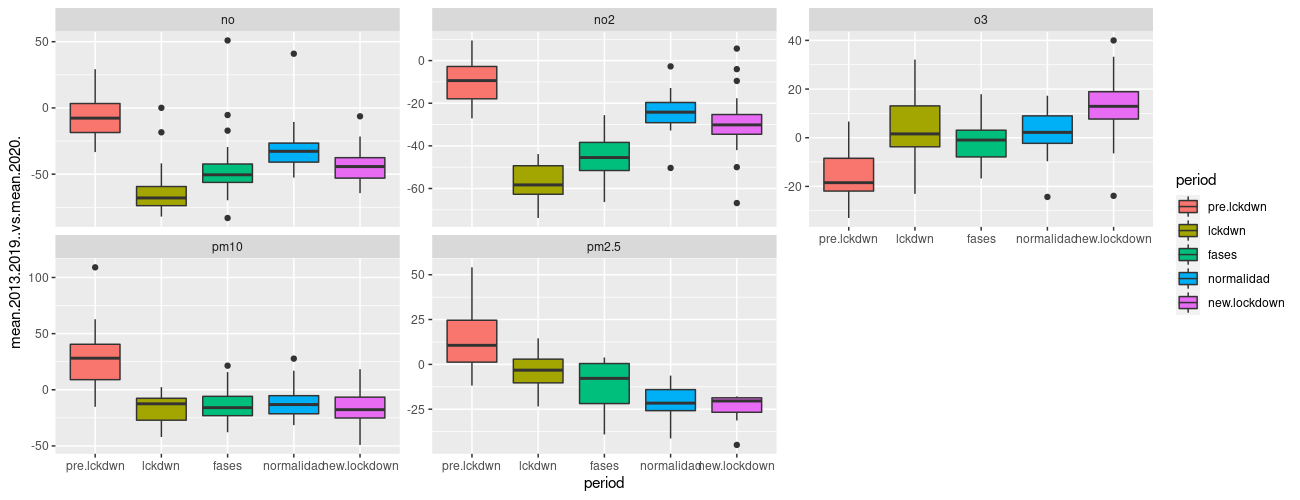 no
no2
o3
50
0
-50
0
-20
-40
-60
40
20
0
-20
pre.lckdwn
lckdwn
fases
normalidad
new.lockdown
pm10
pm2.5
100
50
0
-50
50
25
0
-25
pre.lckdwn
lckdwn
fases
normalidad
new.lockdown
pre.lckdwn
lckdwn
fases
normalidad
new.lockdown
period
mean.2013.2019..vs.mean.2020.
period
pre.lckdwn
lckdwn
fases
normalidad
new.lockdown